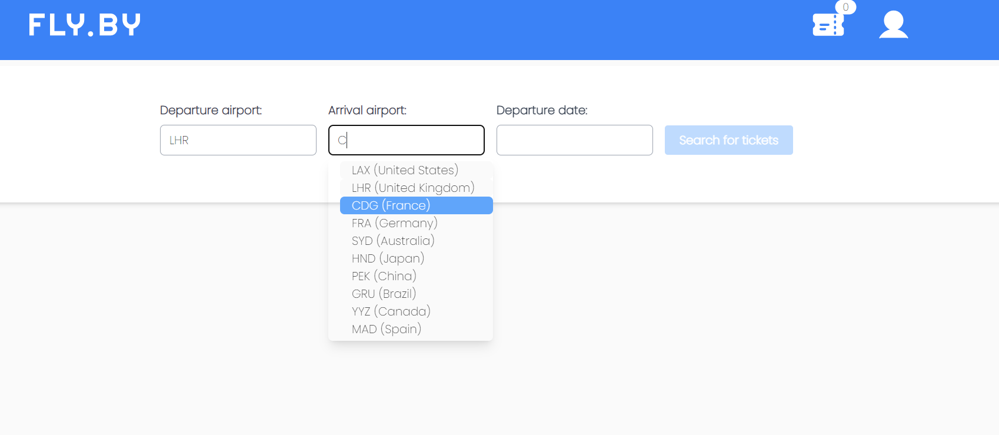 FLY.BY
0
Departure airport:
Arrival airport:
Departure date:
LHR
C
Search for tickets
LAX (United States)
LHR (United Kingdom)
CDG (France)
FRA (Germany)
SYD (Australia)
HND (Japan)
PEK (China)
GRU (Brazil)
YYZ (Canada)
MAD (Spain)